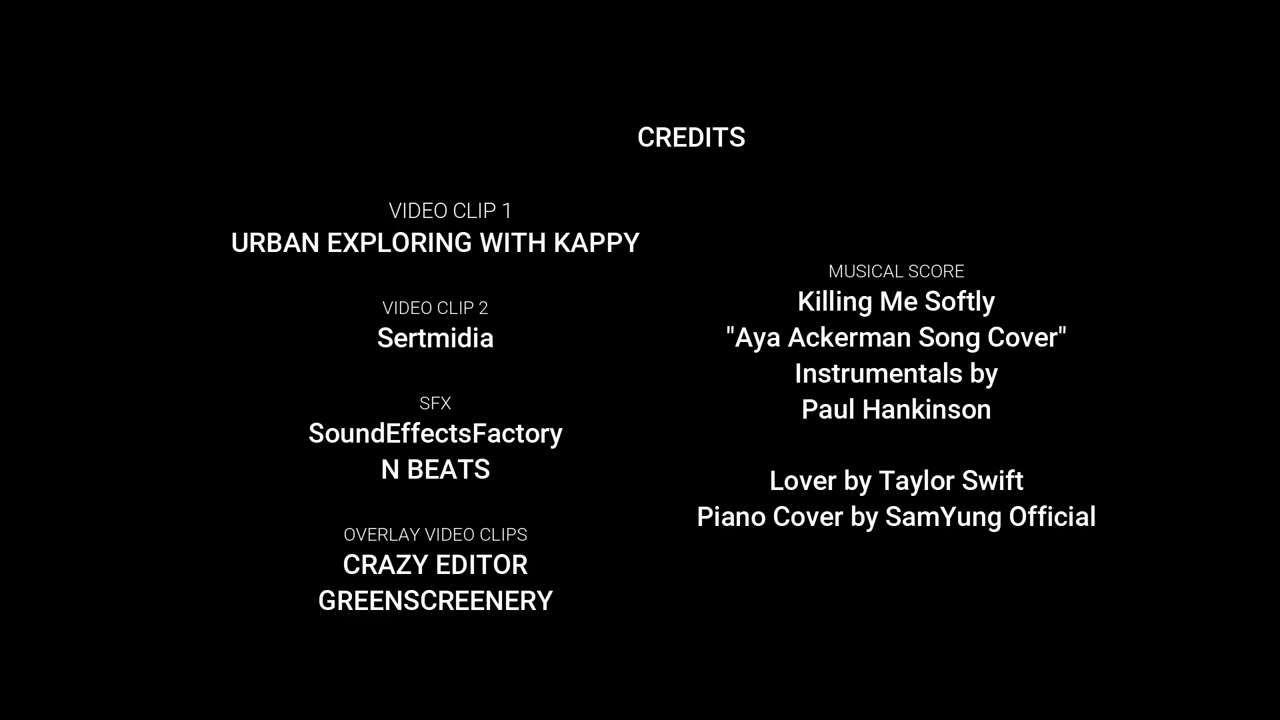 CREDITS
VIDEO CLIP 1
URBAN EXPLORING WITH KAPPY
VIDEO CLIP 2
Sertmidia
SFX
SoundEffectsFactory
N BEATS
OVERLAY VIDEO CLIPS
CRAZY EDITOR
GREENSCREENERY
MUSICAL SCORE
Killing Me Softly
"Aya Ackerman Song Cover"
Instrumentals by
Paul Hankinson
Lover by Taylor Swift
Piano Cover by SamYung Official